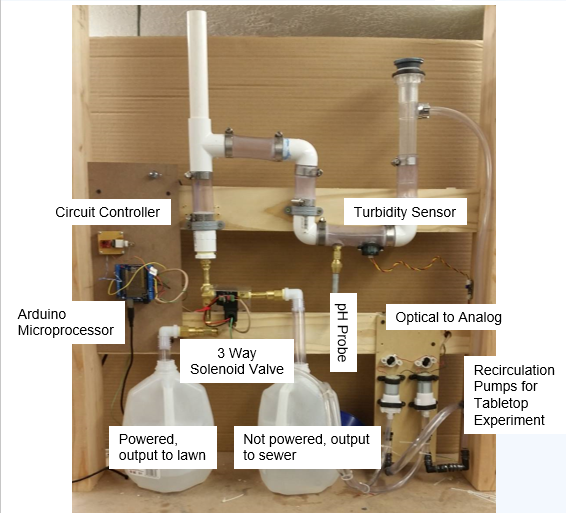 Circuit Controller
Turbidity Sensor
Arduino
Microprocessor
pH Probe
Optical to Analog
3 Way
Solenoid Valve
Recirculation
Pumps for
Tabletop
Experiment
Powered,
output to lawn
Not powered, output
to sewer